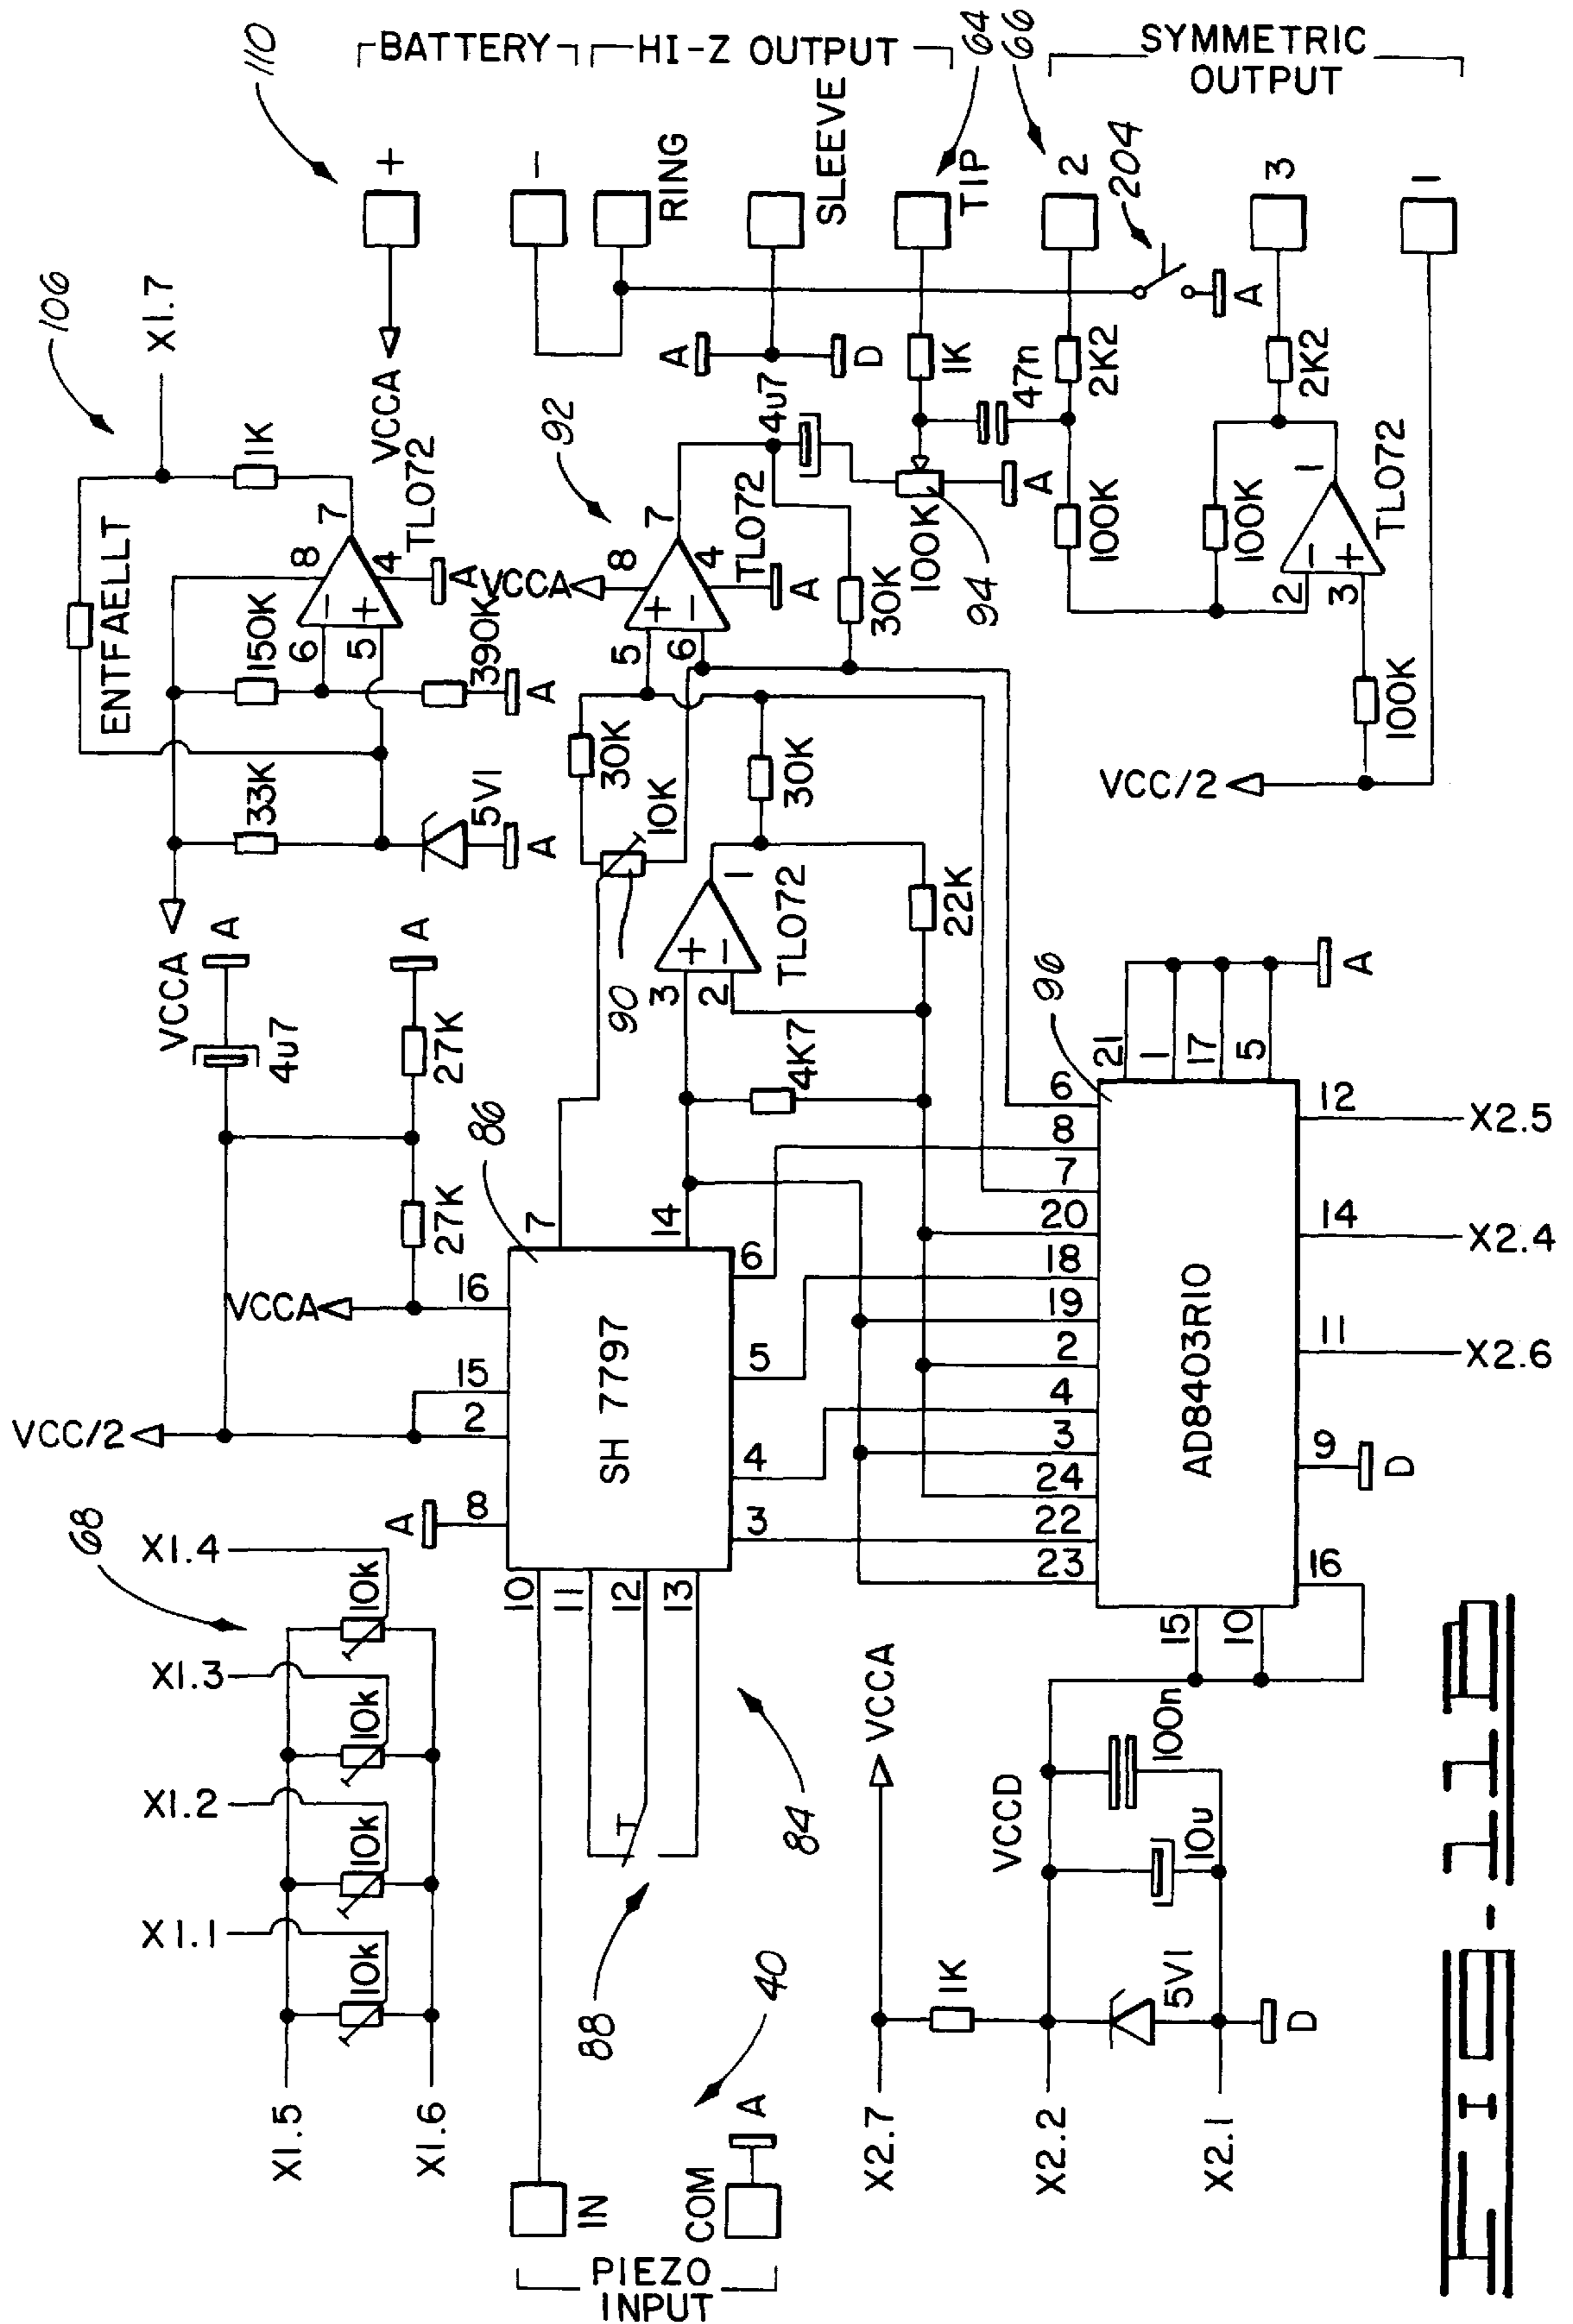 110
BATTERY
HI-Z OUTPUT
64
66
SYMMETRIC
OUTPUT
+
-
RING
SLEEVE
TIP
2
204
3
1
106
X1.7
VCCA
A
D
1K
47n
2K2
A
2K2
92
4u7
1K
TL072
ENTFAELLT
7
8
4
A
150K
6
5
390K
A
VCCA
8
7
4
TL072
A
5
6
30K
100K
94
A
100K
100K
1
TL072
2
3
100K
VCC/2
33K
5V1
A
VCCA
30K
10K
30K
90
1
TL072
3
2
22K
A
4u7
A
27K
27K
4K7
96
21
1
17
5
A
86
7
14
VCCA
16
15
2
8
A
VCC/2
SH 7797
6
5
4
3
10
11
12
13
6
8
7
20
18
19
2
4
3
24
22
23
AD8403R10
12
X2.5
14
X2.4
11
X2.6
9
D
16
15
10
68
X1.4
10k
X1.3
10k
X1.2
10k
X1.1
10k
X1.5
X1.6
84
88
40
VCCA
VCCD
100n
10u
1K
5V1
D
X2.7
X2.2
X2.1
IN
COM
A
PIEZO
INPUT